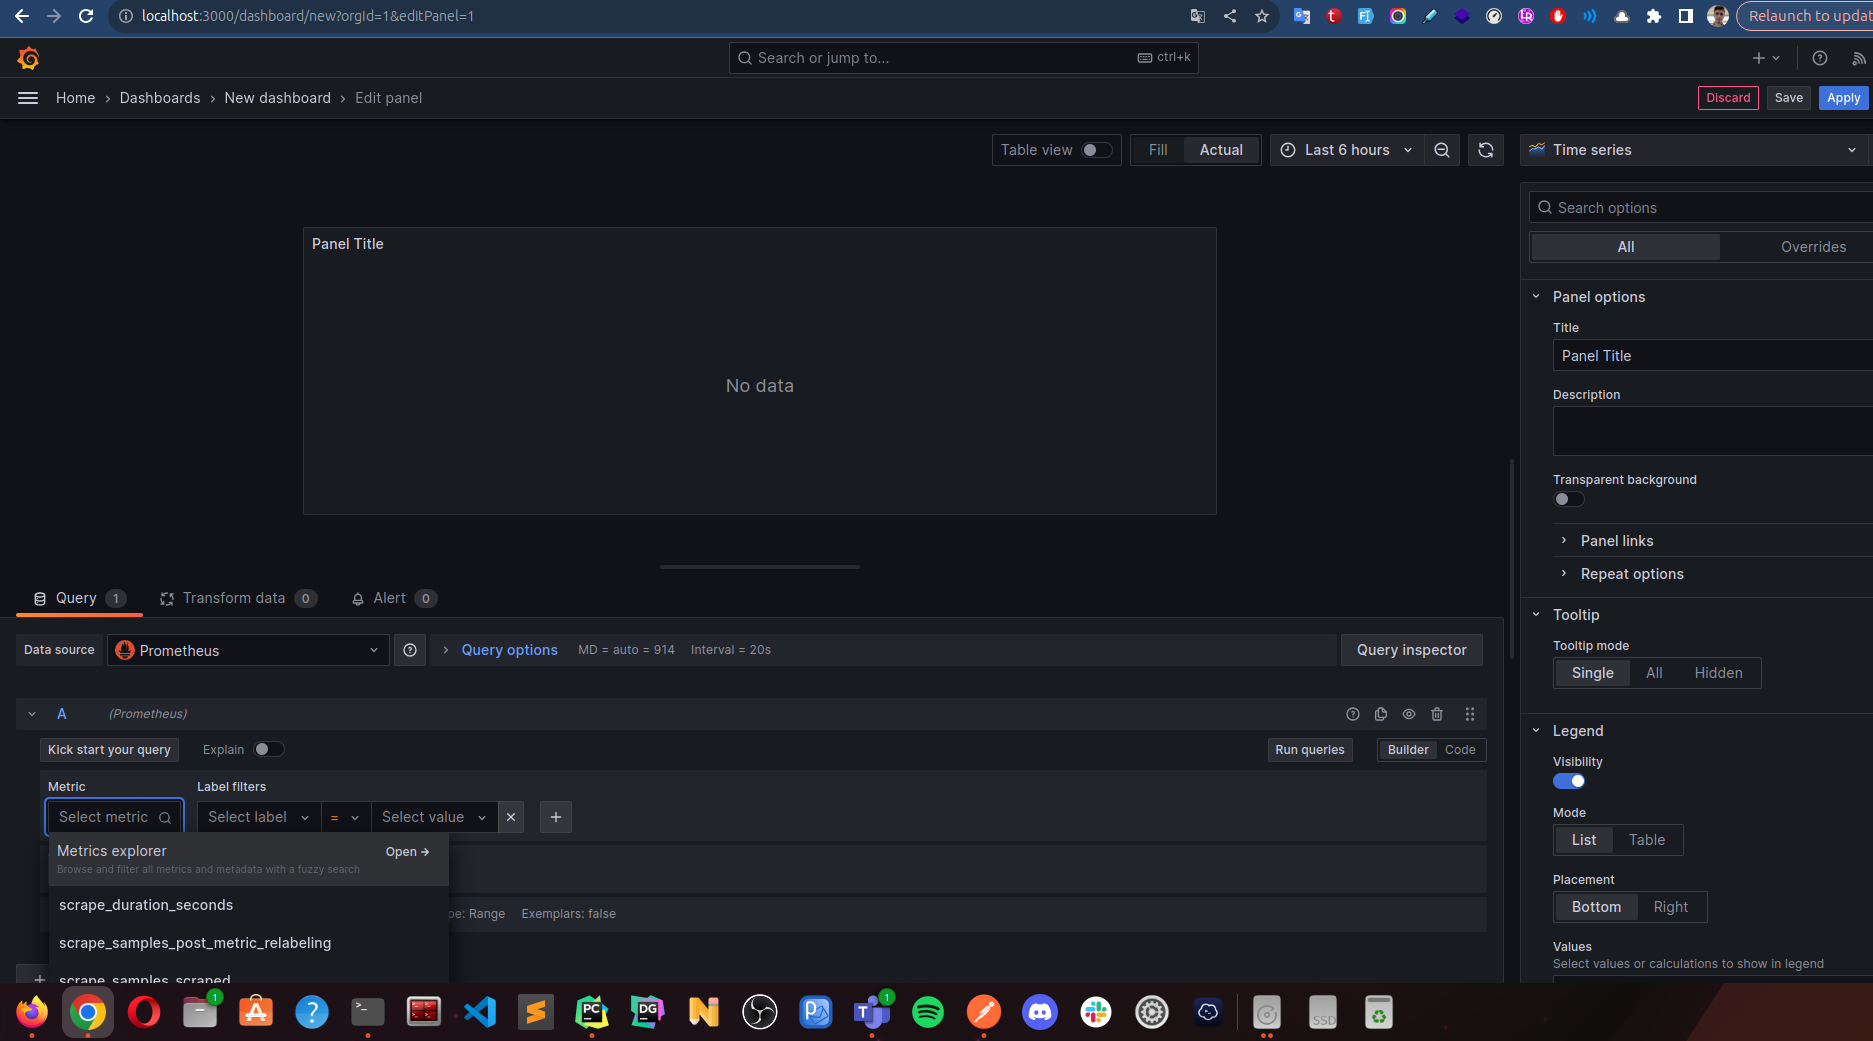 localhost:3000/dashboard/new?orgId=1&editPanel=1
Relaunch to updat
Search or jump to...
ctrl+k
Home › Dashboards › New dashboard › Edit panel
Discard
Save
Apply
Table view
Fill
Actual
Last 6 hours
Time series
Search options
All
Overrides
Panel Title
No data
Panel options
Title
Panel Title
Description
Transparent background
Panel links
Repeat options
Tooltip
Tooltip mode
Single
All
Hidden
Legend
Visibility
Mode
List
Table
Placement
Bottom
Right
Values
Select values or calculations to show in legend
Query 1
Transform data 0
Alert 0
Data source
Prometheus
Query options
MD = auto = 914
Interval = 20s
Query inspector
A
(Prometheus)
Kick start your query
Explain
Run queries
Builder
Code
Metric
Label filters
Select metric
Select label
=
Select value
Metrics explorer
Open
Browse and filter all metrics and metadata with a fuzzy search
scrape_duration_seconds
pe: Range
Exemplars: false
scrape_samples_post_metric_relabeling
scrape_samples_scraped
1
PC
DG
1
SSD